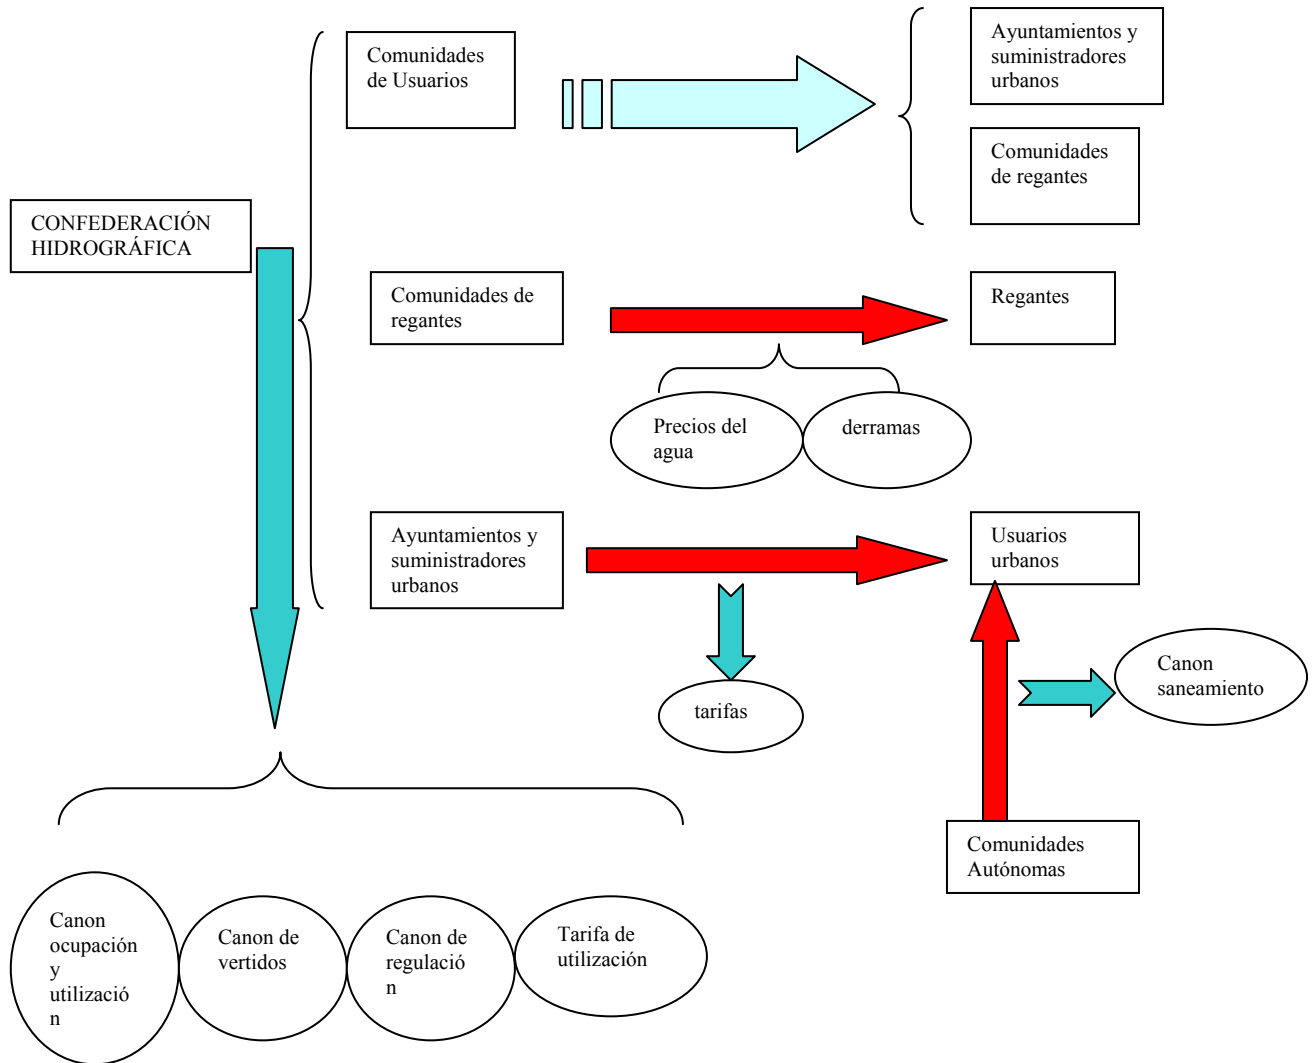 Comunidades
de Usuarios
Ayuntamientos y
suministradores
urbanos
Comunidades
de regantes
CONFEDERACIÓN
HIDROGRÁFICA
Comunidades de
regantes
Regantes
Precios del
agua
derramas
Ayuntamientos y
suministradores
urbanos
Usuarios
urbanos
tarifas
Canon
saneamiento
Comunidades
Autónomas
Canon
ocupación
y
utilizació
n
Canon de
vertidos
Canon de
regulació
n
Tarifa de
utilización